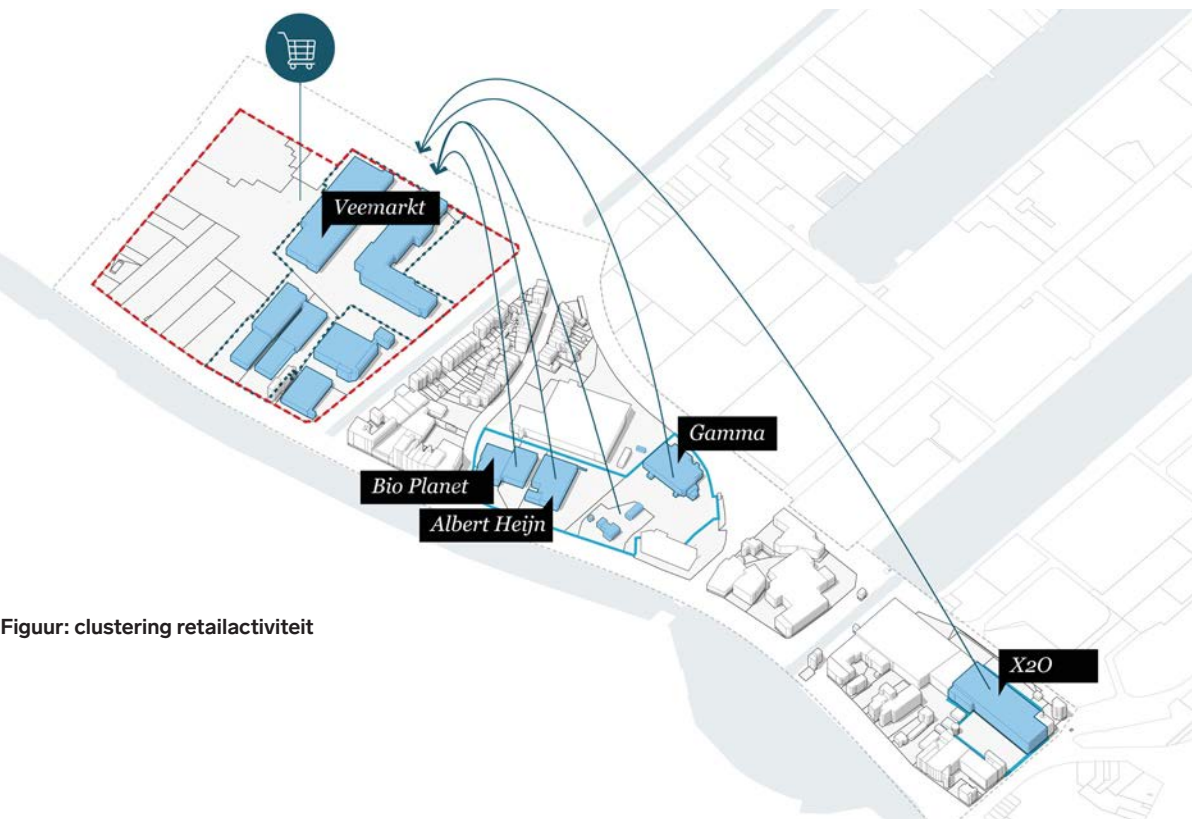 Veemarkt
Gamma
Bio Planet
Albert Heijn
Figuur: clustering retailactiviteit
X2O